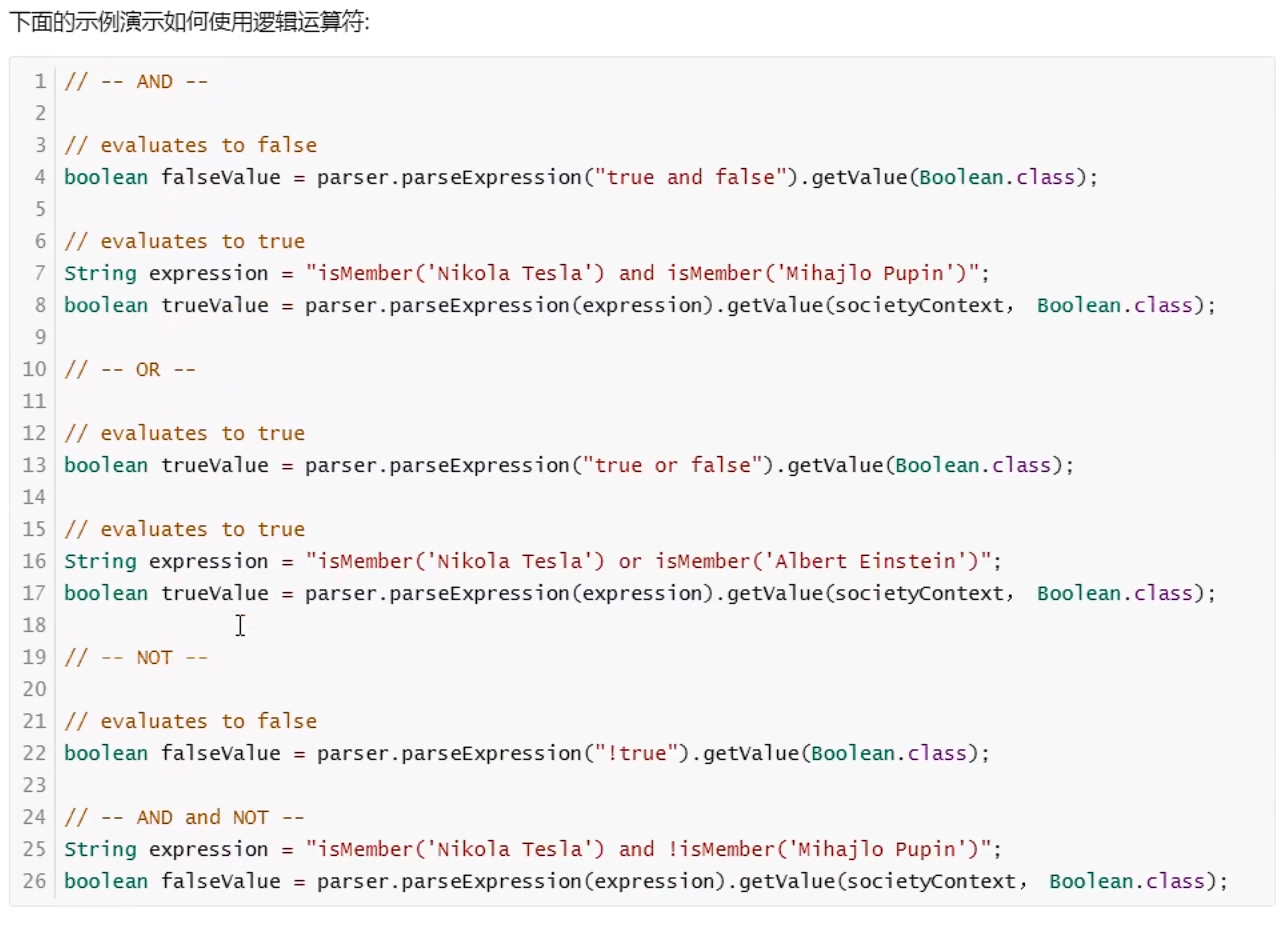 下面的示例演示如何使用逻辑运算符:
1 // -- AND --
2
3 // evaluates to false
4 boolean falseValue = parser.parseExpression("true and false").getValue(Boolean.class);
5
6 // evaluates to true
7 String expression = "isMember('Nikola Tesla') and isMember('Mihajlo Pupin')";
8 boolean trueValue = parser.parseExpression(expression).getValue(societyContext， Boolean.class);
9
10 // -- OR --
11
12 // evaluates to true
13 boolean trueValue = parser.parseExpression("true or false").getValue(Boolean.class);
14
15 // evaluates to true
16 String expression = "isMember('Nikola Tesla') or isMember('Albert Einstein')";
17 boolean trueValue = parser.parseExpression(expression).getValue(societyContext， Boolean.class);
18
19 // -- NOT --
20
21 // evaluates to false
22 boolean falseValue = parser.parseExpression("!true").getValue(Boolean.class);
23
24 // -- AND and NOT --
25 String expression = "isMember('Nikola Tesla') and !isMember('Mihajlo Pupin')";
26 boolean falseValue = parser.parseExpression(expression).getValue(societyContext， Boolean.class);